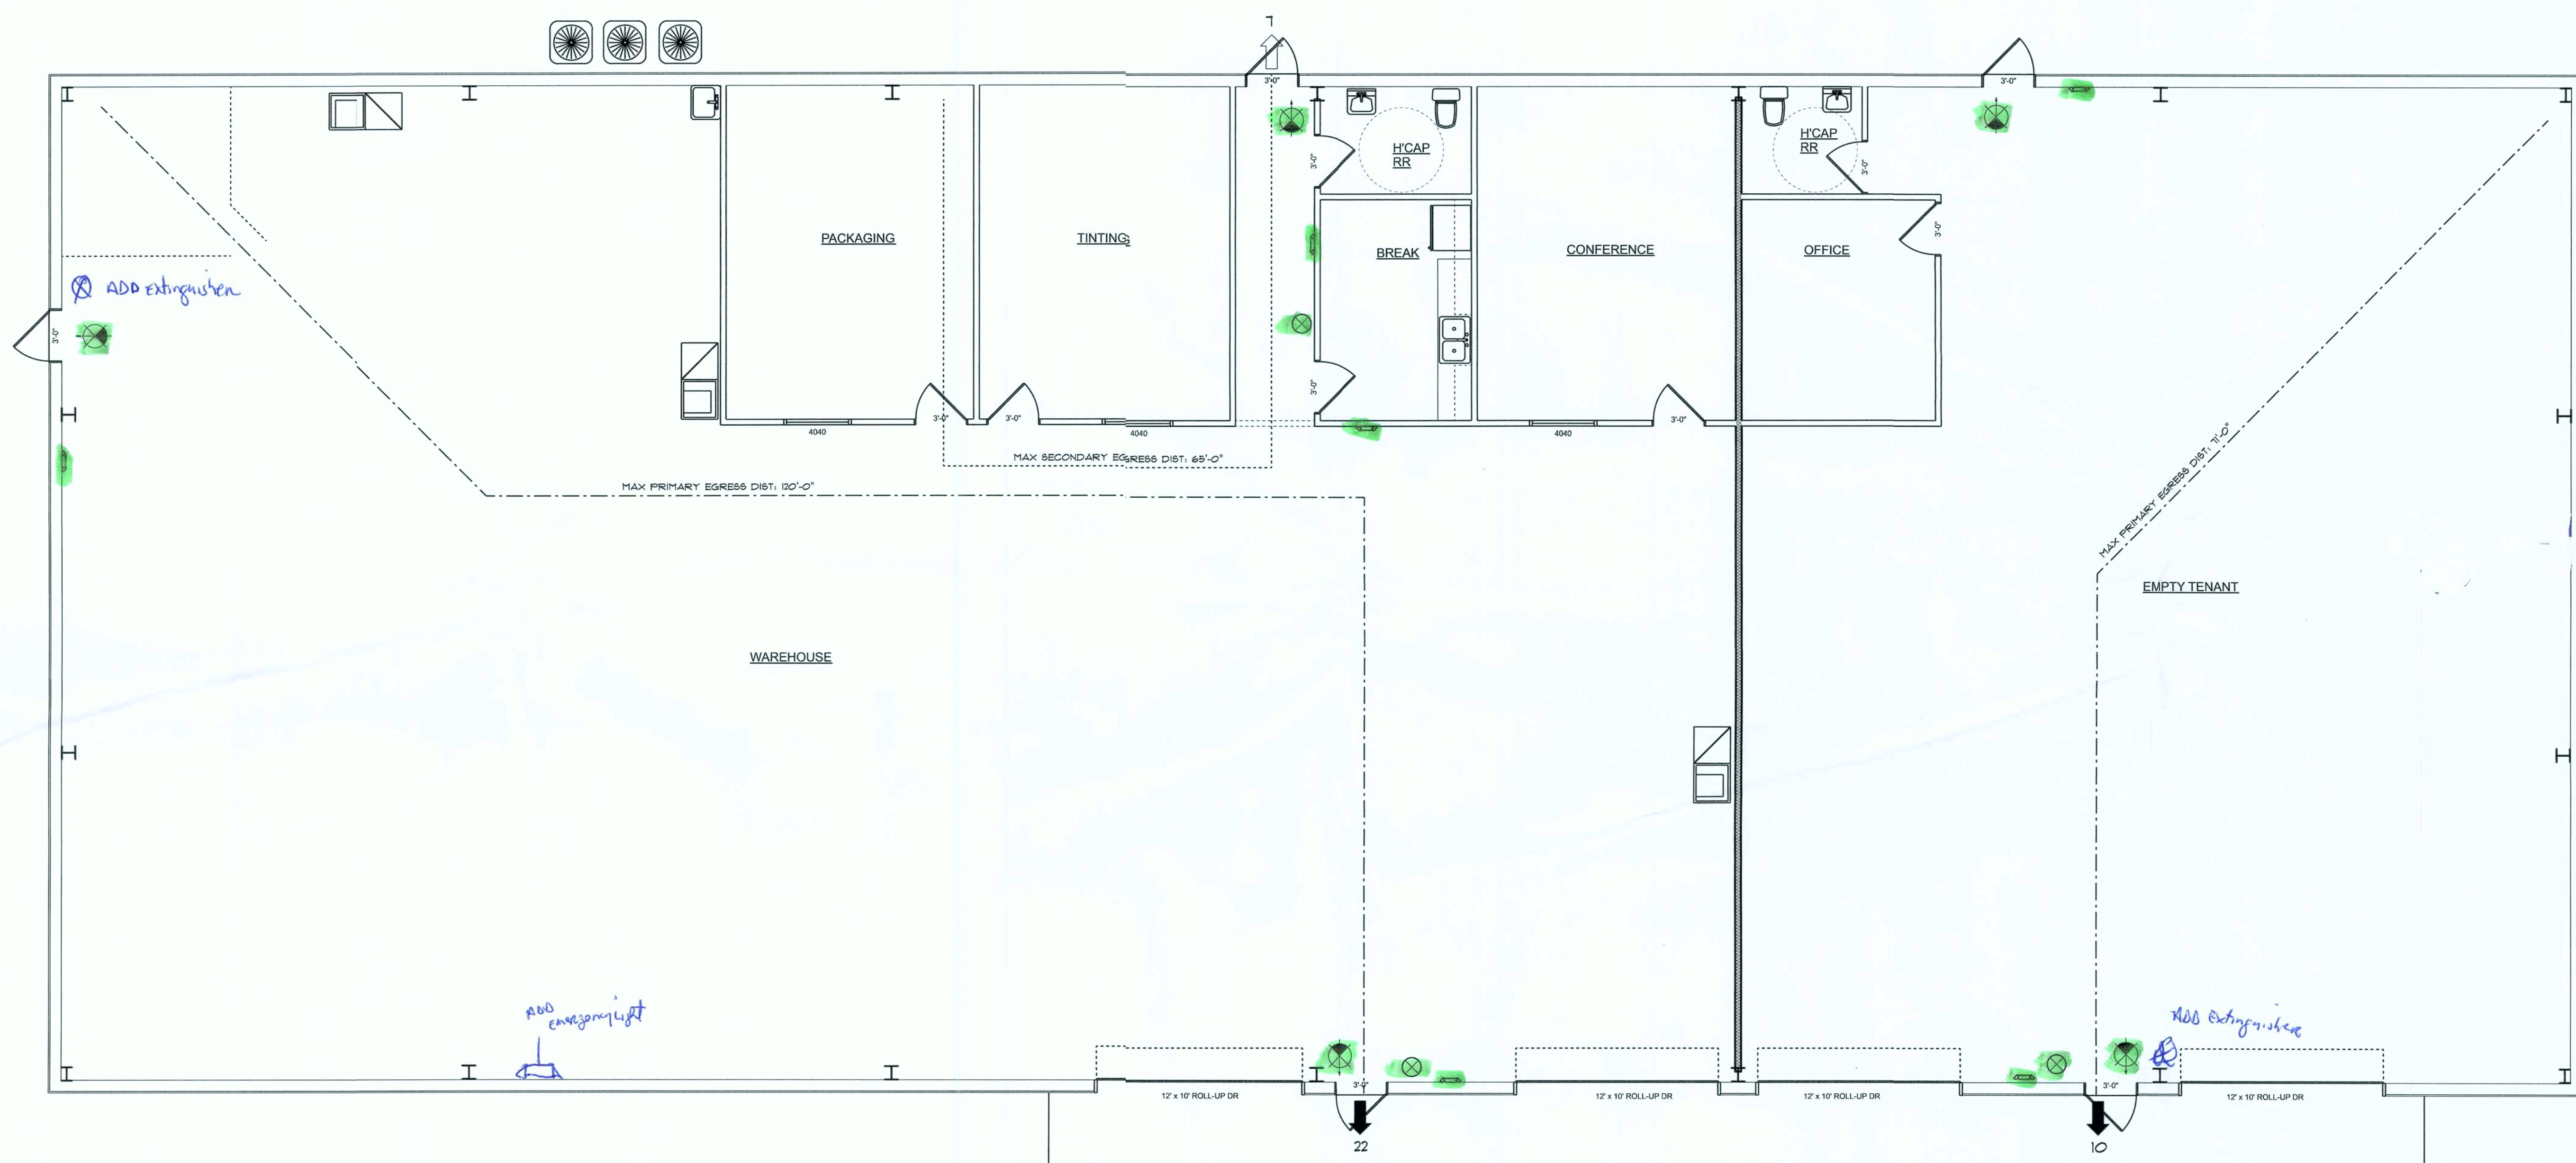 7
3'-0"
3'-0"
H'CAP
RR
3'-0"
H'CAP
RR
3'-0"
PACKAGING
TINTING
BREAK
CONFERENCE
OFFICE
3'-0"
ADD Extinguisher
3'-0"
3'-0"
3'-0"
3'-0"
3'-0"
4040
4040
4040
MAX SECONDARY EGRESS DIST: 65'-0"
MAX PRIMARY EGRESS DIST: 120'-0"
MAX PRIMARY EGRESS DIST: 71'-0"
EMPTY TENANT
WAREHOUSE
ADD
Emergency Light
ADD Extinguisher
3'-0"
3'-0"
12' x 10' ROLL-UP DR
12' x 10' ROLL-UP DR
12' x 10' ROLL-UP DR
12' x 10' ROLL-UP DR
22
10